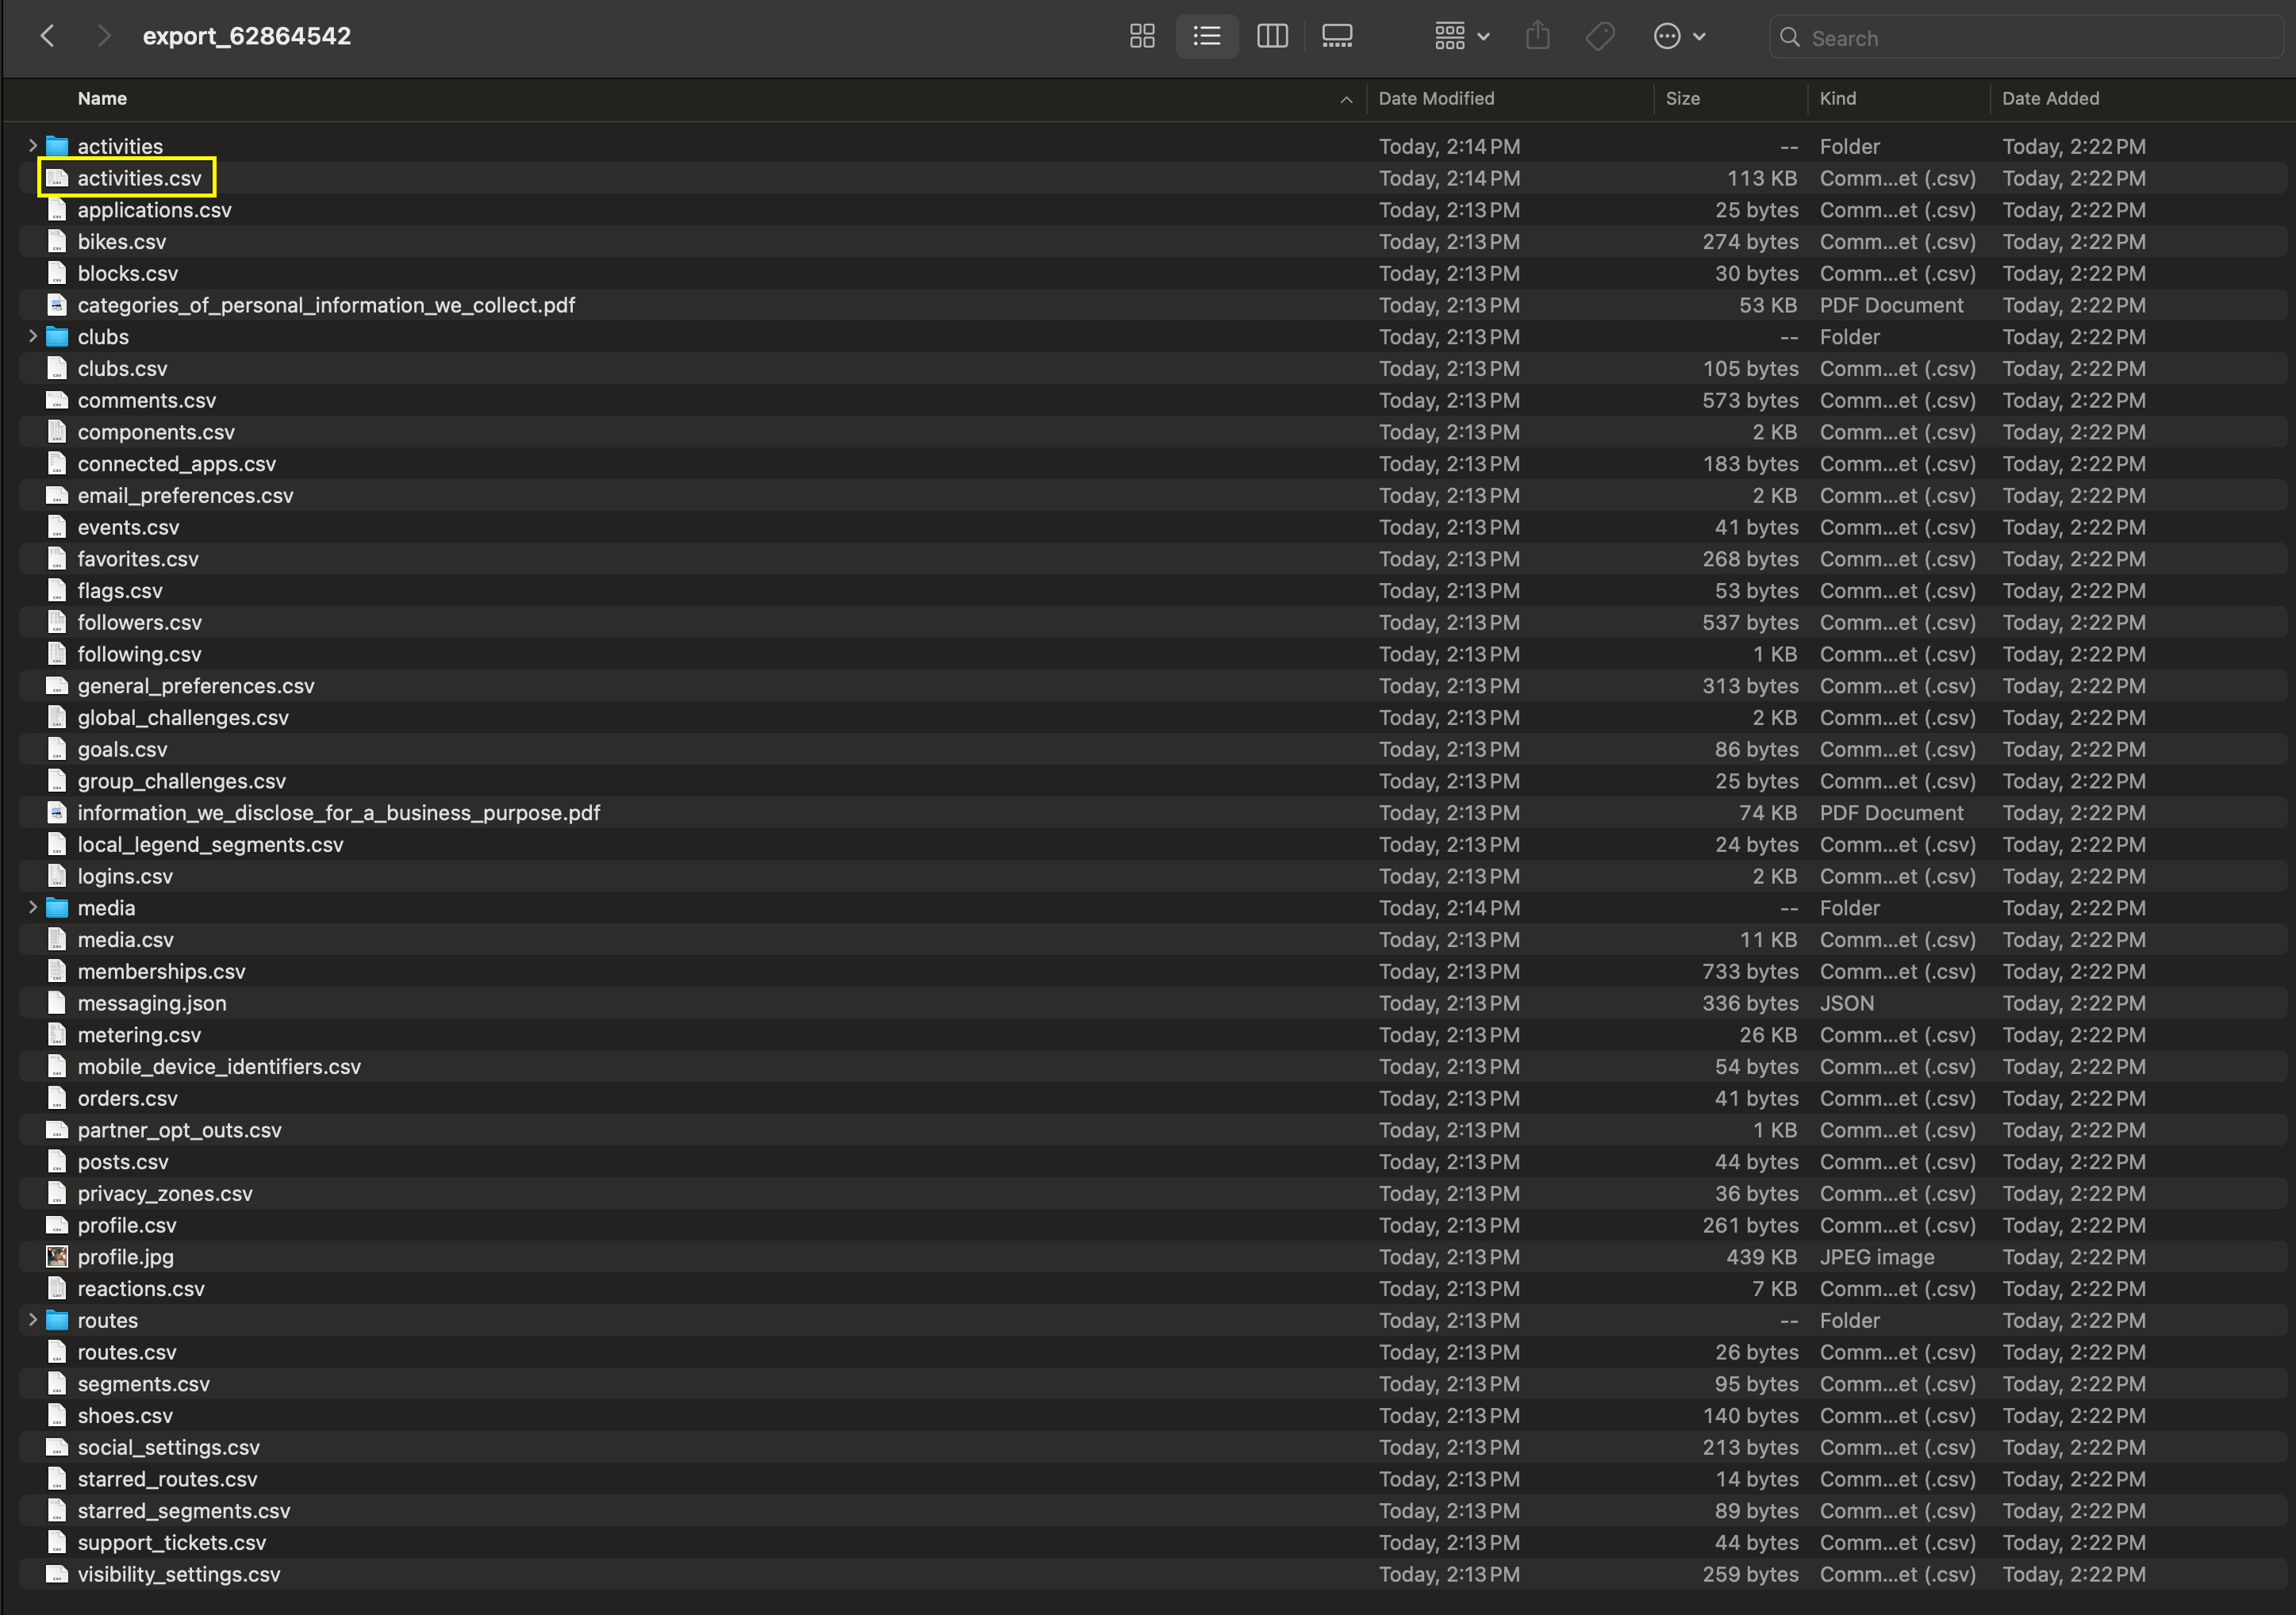 export_62864542
Search
Name Date Modified Size Kind Date Added
activities Today, 2:14 PM -- Folder Today, 2:22 PM
activities.csv Today, 2:14 PM 113 KB Comm...et (.csv) Today, 2:22 PM
applications.csv Today, 2:13 PM 25 bytes Comm...et (.csv) Today, 2:22 PM
bikes.csv Today, 2:13 PM 274 bytes Comm...et (.csv) Today, 2:22 PM
blocks.csv Today, 2:13 PM 30 bytes Comm...et (.csv) Today, 2:22 PM
categories_of_personal_information_we_collect.pdf Today, 2:13 PM 53 KB PDF Document Today, 2:22 PM
clubs Today, 2:13 PM -- Folder Today, 2:22 PM
clubs.csv Today, 2:13 PM 105 bytes Comm...et (.csv) Today, 2:22 PM
comments.csv Today, 2:13 PM 573 bytes Comm...et (.csv) Today, 2:22 PM
components.csv Today, 2:13 PM 2 KB Comm...et (.csv) Today, 2:22 PM
connected_apps.csv Today, 2:13 PM 183 bytes Comm...et (.csv) Today, 2:22 PM
email_preferences.csv Today, 2:13 PM 2 KB Comm...et (.csv) Today, 2:22 PM
events.csv Today, 2:13 PM 41 bytes Comm...et (.csv) Today, 2:22 PM
favorites.csv Today, 2:13 PM 268 bytes Comm...et (.csv) Today, 2:22 PM
flags.csv Today, 2:13 PM 53 bytes Comm...et (.csv) Today, 2:22 PM
followers.csv Today, 2:13 PM 537 bytes Comm...et (.csv) Today, 2:22 PM
following.csv Today, 2:13 PM 1 KB Comm...et (.csv) Today, 2:22 PM
general_preferences.csv Today, 2:13 PM 313 bytes Comm...et (.csv) Today, 2:22 PM
global_challenges.csv Today, 2:13 PM 2 KB Comm...et (.csv) Today, 2:22 PM
goals.csv Today, 2:13 PM 86 bytes Comm...et (.csv) Today, 2:22 PM
group_challenges.csv Today, 2:13 PM 25 bytes Comm...et (.csv) Today, 2:22 PM
information_we_disclose_for_a_business_purpose.pdf Today, 2:13 PM 74 KB PDF Document Today, 2:22 PM
local_legend_segments.csv Today, 2:13 PM 24 bytes Comm...et (.csv) Today, 2:22 PM
logins.csv Today, 2:13 PM 2 KB Comm...et (.csv) Today, 2:22 PM
media Today, 2:14 PM -- Folder Today, 2:22 PM
media.csv Today, 2:13 PM 11 KB Comm...et (.csv) Today, 2:22 PM
memberships.csv Today, 2:13 PM 733 bytes Comm...et (.csv) Today, 2:22 PM
messaging.json Today, 2:13 PM 336 bytes JSON Today, 2:22 PM
metering.csv Today, 2:13 PM 26 KB Comm...et (.csv) Today, 2:22 PM
mobile_device_identifiers.csv Today, 2:13 PM 54 bytes Comm...et (.csv) Today, 2:22 PM
orders.csv Today, 2:13 PM 41 bytes Comm...et (.csv) Today, 2:22 PM
partner_opt_outs.csv Today, 2:13 PM 1 KB Comm...et (.csv) Today, 2:22 PM
posts.csv Today, 2:13 PM 44 bytes Comm...et (.csv) Today, 2:22 PM
privacy_zones.csv Today, 2:13 PM 36 bytes Comm...et (.csv) Today, 2:22 PM
profile.csv Today, 2:13 PM 261 bytes Comm...et (.csv) Today, 2:22 PM
profile.jpg Today, 2:13 PM 439 KB JPEG image Today, 2:22 PM
reactions.csv Today, 2:13 PM 7 KB Comm...et (.csv) Today, 2:22 PM
routes Today, 2:13 PM -- Folder Today, 2:22 PM
routes.csv Today, 2:13 PM 26 bytes Comm...et (.csv) Today, 2:22 PM
segments.csv Today, 2:13 PM 95 bytes Comm...et (.csv) Today, 2:22 PM
shoes.csv Today, 2:13 PM 140 bytes Comm...et (.csv) Today, 2:22 PM
social_settings.csv Today, 2:13 PM 213 bytes Comm...et (.csv) Today, 2:22 PM
starred_routes.csv Today, 2:13 PM 14 bytes Comm...et (.csv) Today, 2:22 PM
starred_segments.csv Today, 2:13 PM 89 bytes Comm...et (.csv) Today, 2:22 PM
support_tickets.csv Today, 2:13 PM 44 bytes Comm...et (.csv) Today, 2:22 PM
visibility_settings.csv Today, 2:13 PM 259 bytes Comm...et (.csv) Today, 2:22 PM